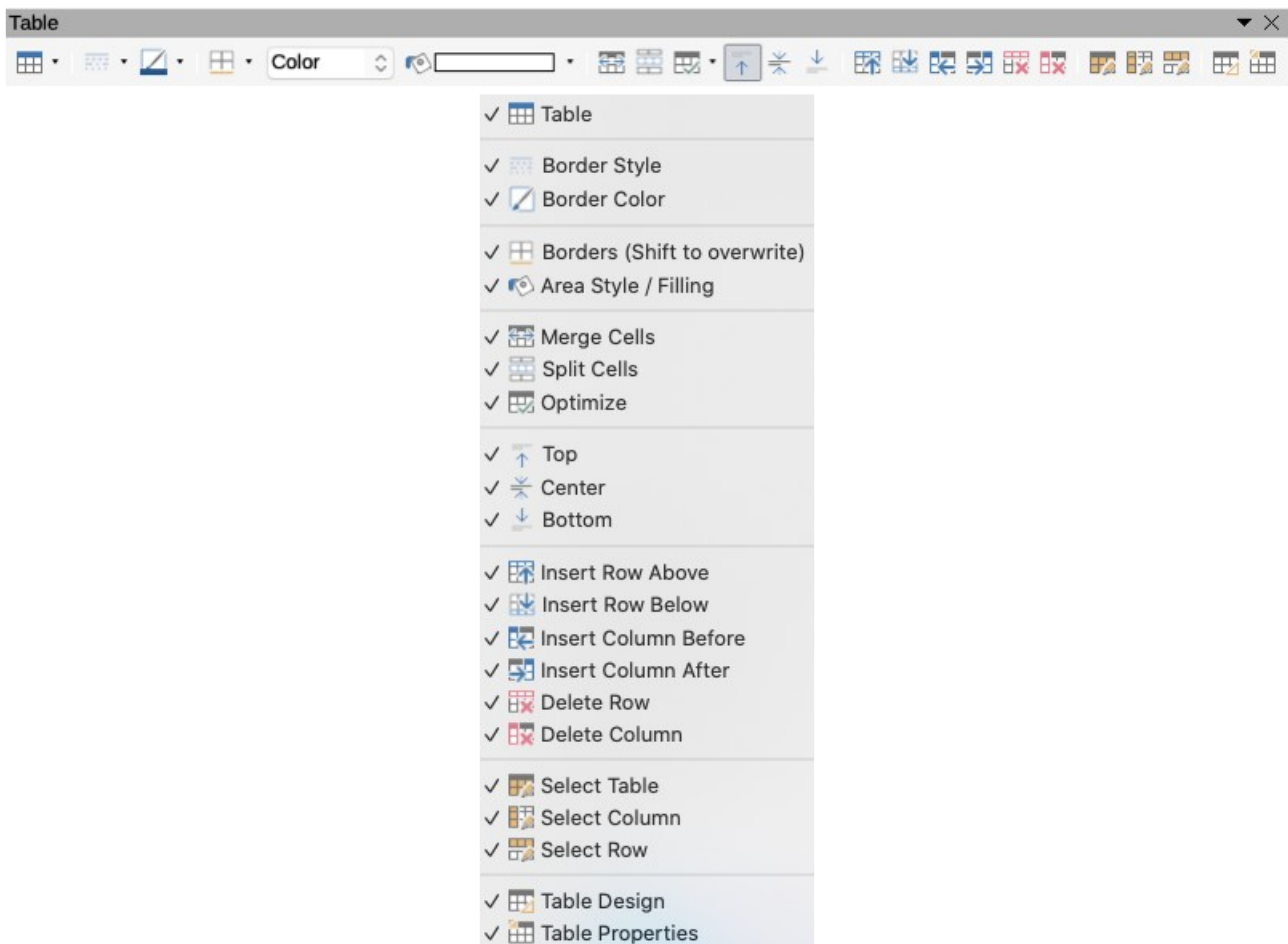 Table
Color
Table
Border Style
Border Color
Borders (Shift to overwrite)
Area Style / Filling
Merge Cells
Split Cells
Optimize
Top
Center
Bottom
Insert Row Above
Insert Row Below
Insert Column Before
Insert Column After
Delete Row
Delete Column
Select Table
Select Column
Select Row
Table Design
Table Properties